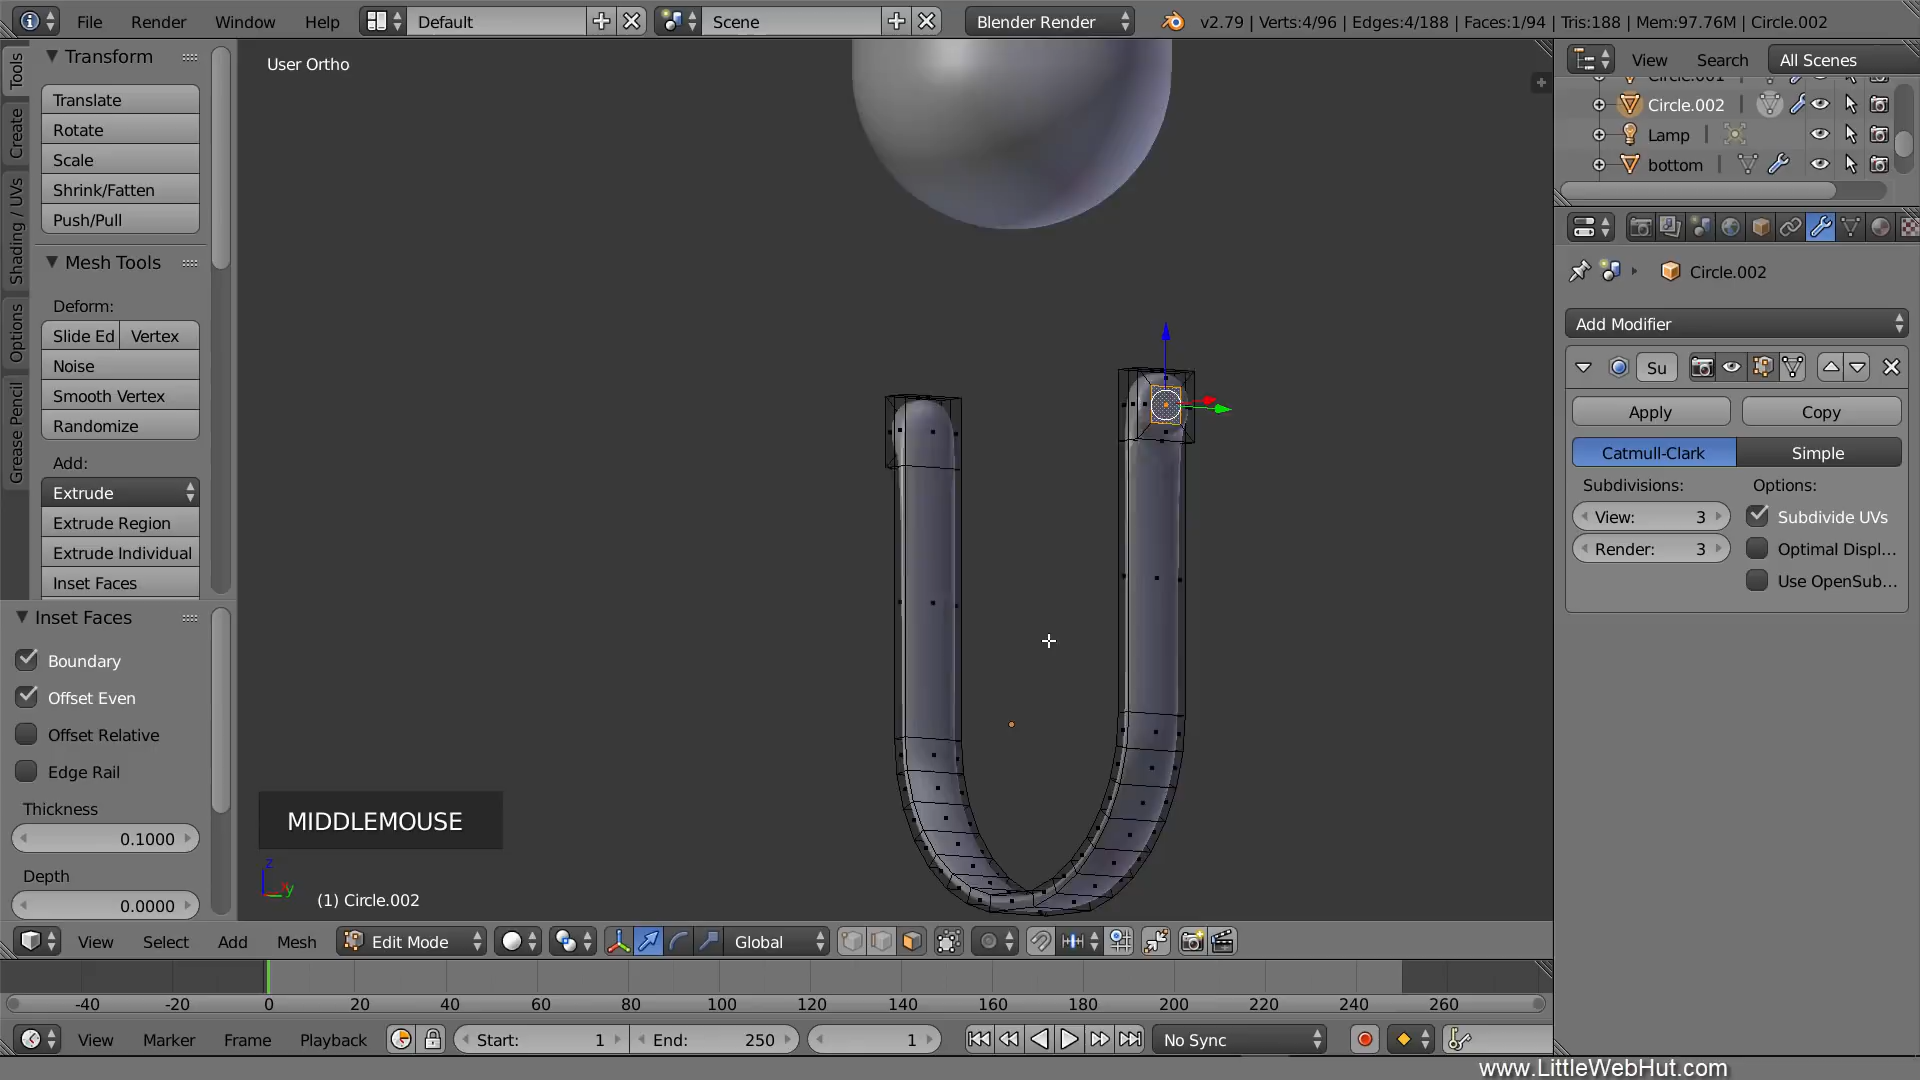 File Render Window Help Default Scene Blender Render v2.79 | Verts:4/96 | Edges:4/188 | Faces:1/94 | Tris:188 | Mem:97.76M | Circle.002
Tools
Create
Shading / UVs
Options
Grease Pencil
Transform
Translate
Rotate
Scale
Shrink/Fatten
Push/Pull
Mesh Tools
Deform:
Slide Ed Vertex
Noise
Smooth Vertex
Randomize
Add:
Extrude
Extrude Region
Extrude Individual
Inset Faces
Inset Faces
Boundary
Offset Even
Offset Relative
Edge Rail
Thickness
0.1000
Depth
0.0000
User Ortho
MIDDLEMOUSE
z
x y
(1) Circle.002
View Search All Scenes
Circle.001
Circle.002
Lamp
bottom
Circle.002
Add Modifier
Su
Apply Copy
Catmull-Clark Simple
Subdivisions: Options:
View: 3 Subdivide UVs
Render: 3 Optimal Displ...
Use OpenSub...
View Select Add Mesh Edit Mode Global
-40 -20 0 20 40 60 80 100 120 140 160 180 200 220 240 260
View Marker Frame Playback Start: 1 End: 250 1 No Sync
www.LittleWebHut.com